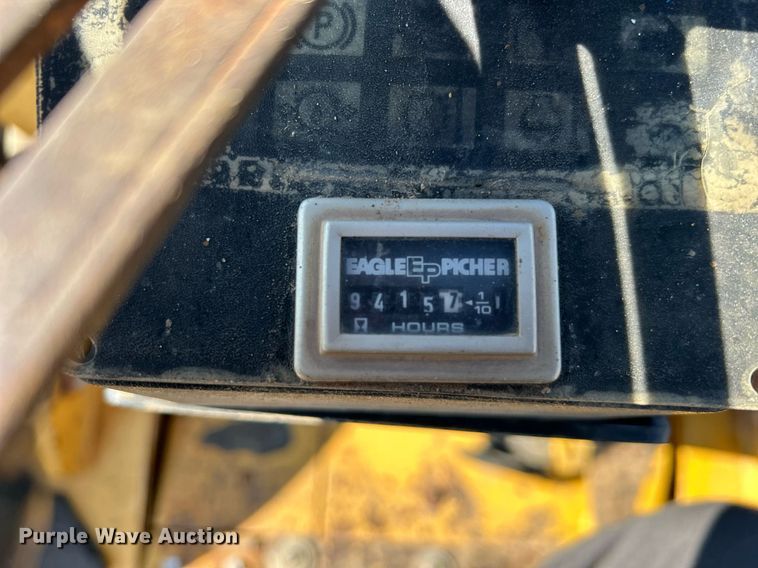 P
EAGLE EP PICHER
9 4 1 5 7 ◄ 1/10
HOURS
Purple Wave Auction